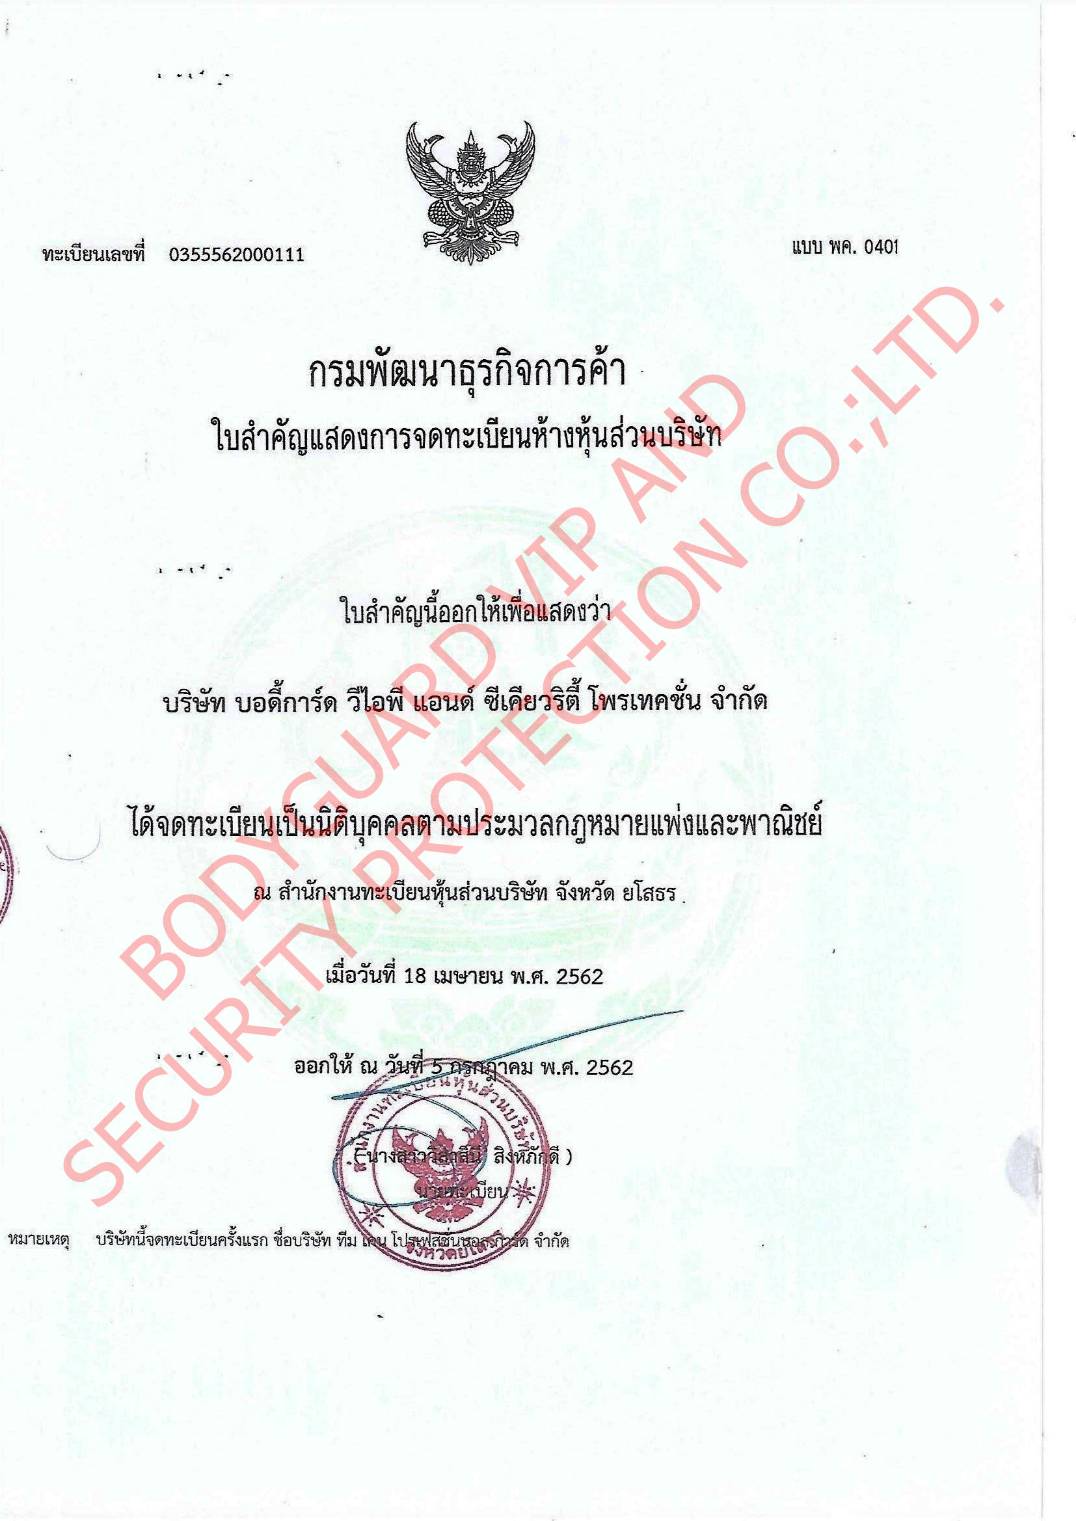 ทะเบียนเลขที่ 0355562000111
แบบ พค. 0401
กรมพัฒนาธุรกิจการค้า
ใบสำคัญแสดงการจดทะเบียนห้างหุ้นส่วนบริษัท
ใบสำคัญนี้ออกให้เพื่อแสดงว่า
บริษัท บอดี้การ์ด วีไอพี แอนด์ ซีเคียวริตี้ โพรเทคชั่น จำกัด
ได้จดทะเบียนเป็นนิติบุคคลตามประมวลกฎหมายแพ่งและพาณิชย์
ณ สำนักงานทะเบียนหุ้นส่วนบริษัท จังหวัด ยโสธร
เมื่อวันที่ 18 เมษายน พ.ศ. 2562
ออกให้ ณ วันที่ 5 กรกฎาคม พ.ศ. 2562
สำนักงานทะเบียนหุ้นส่วนบริษัท
( นางสาววิสาลินี สิงหภักดี )
นายทะเบียน
จังหวัดยโสธร
หมายเหตุ บริษัทนี้จดทะเบียนครั้งแรก ชื่อบริษัท ทีม โปรเฟสชั่นนอล การ์ด จำกัด
BODYGUARD VIP AND
SECURITY PROTECTION CO.;LTD.